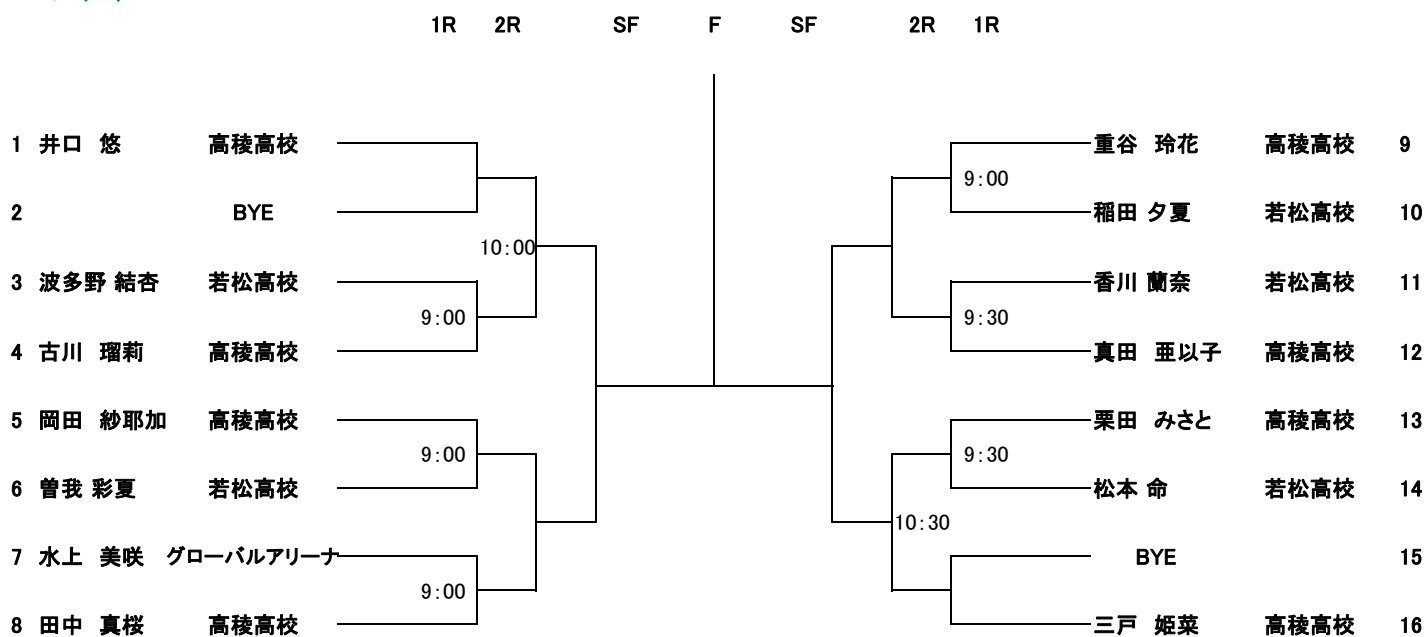 1R 2R SF F SF 2R 1R
1 井口 悠 高稜高校 重谷 玲花 高稜高校 9
9:00
2 BYE 稲田 夕夏 若松高校 10
10:00
3 波多野 結杏 若松高校 香川 蘭奈 若松高校 11
9:00 9:30
4 古川 瑠莉 高稜高校 真田 亜以子 高稜高校 12
5 岡田 紗耶加 高稜高校 栗田 みさと 高稜高校 13
9:00 9:30
6 曽我 彩夏 若松高校 松本 命 若松高校 14
10:30
7 水上 美咲 グローバルアリーナ BYE 15
9:00
8 田中 真桜 高稜高校 三戸 姫菜 高稜高校 16